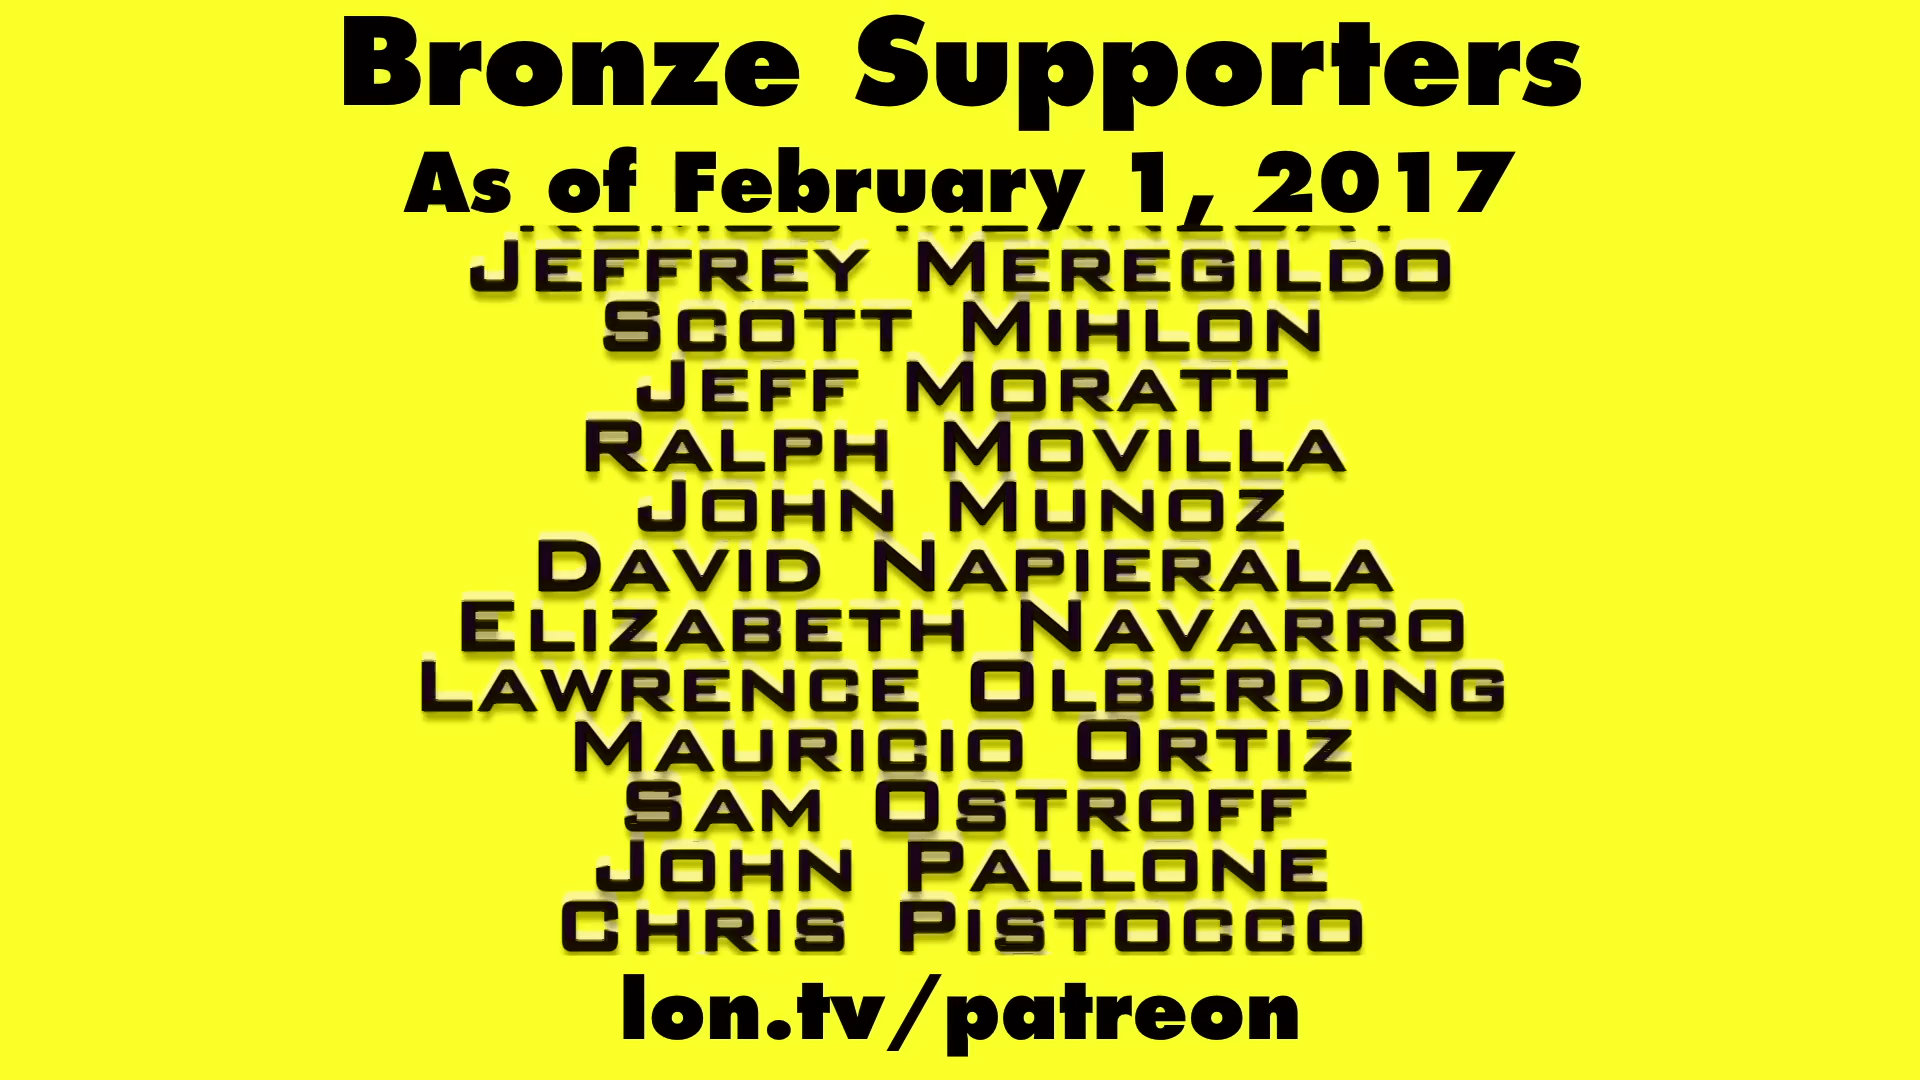 Bronze Supporters
As of February 1, 2017
JEFFREY MEREGILDO
SCOTT MIHLON
JEFF MORATT
RALPH MOVILLA
JOHN MUNOZ
DAVID NAPIERALA
ELIZABETH NAVARRO
LAWRENCE OLBERDING
MAURICIO ORTIZ
SAM OSTROFF
JOHN PALLONE
CHRIS PISTOCCO
lon.tv/patreon